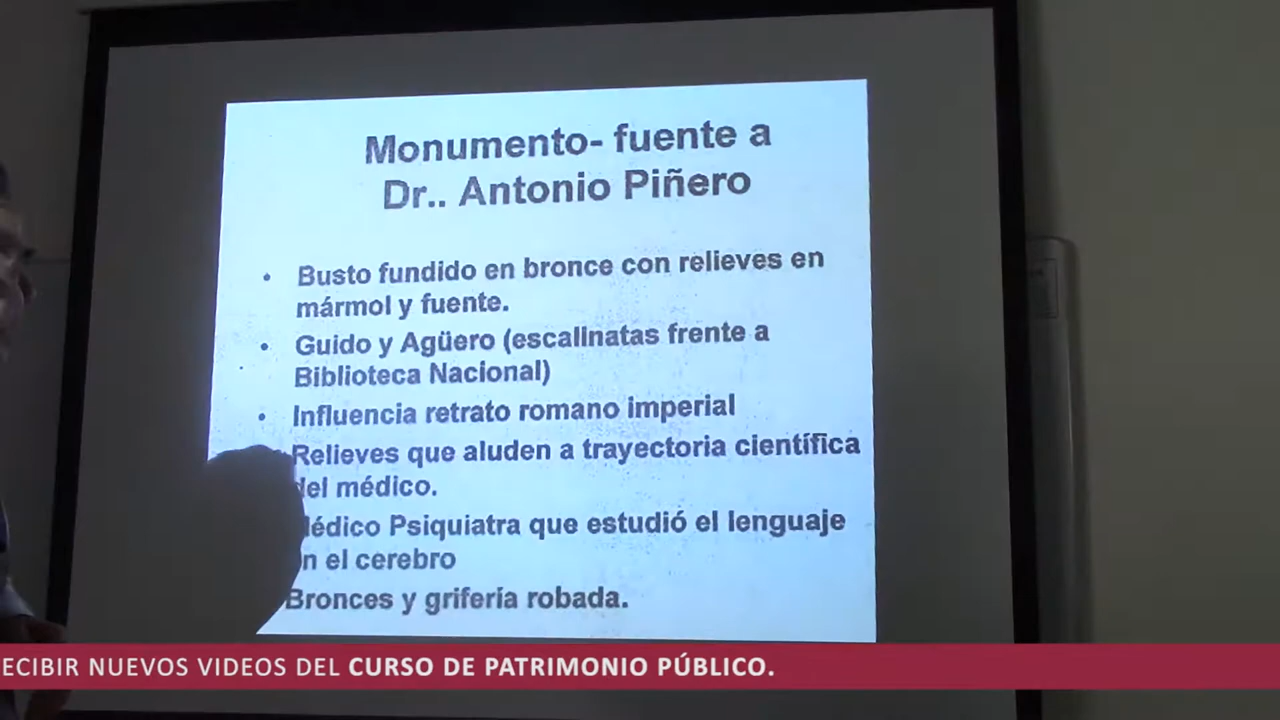 Monumento- fuente a
Dr.. Antonio Piñero
• Busto fundido en bronce con relieves en
mármol y fuente.
• Guido y Agüero (escalinatas frente a
Biblioteca Nacional)
• Influencia retrato romano imperial
Relieves que aluden a trayectoria científica
del médico.
Médico Psiquiatra que estudió el lenguaje
n el cerebro
Bronces y grifería robada.
ECIBIR NUEVOS VIDEOS DEL CURSO DE PATRIMONIO PÚBLICO.